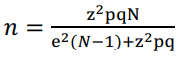 n = z²pqN / e²(N−1)+z²pq